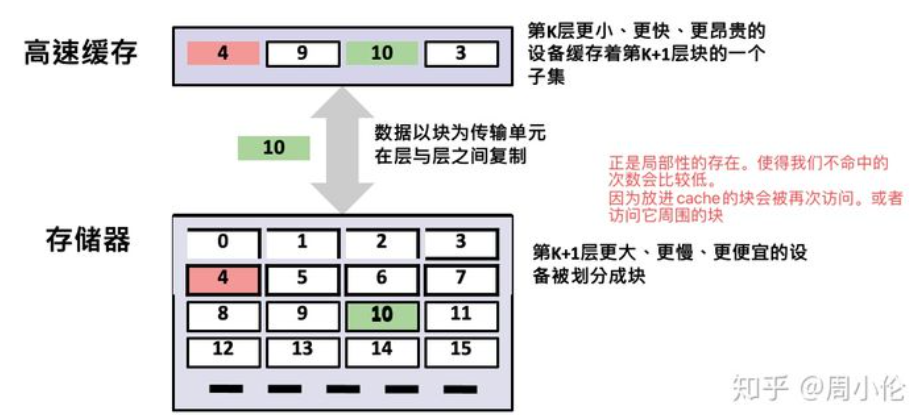 高速缓存
4 9 10 3
第K层更小、更快、更昂贵的
设备缓存着第K+1层块的一个
子集
10
数据以块为传输单元
在层与层之间复制
正是局部性的存在。使得我们不命中的
次数会比较低。
因为放进cache的块会被再次访问。或者
访问它周围的块
存储器
0 1 2 3
4 5 6 7
8 9 10 11
12 13 14 15
第K+1层更大、更慢、更便宜的设
备被划分成块
知乎 @周小伦